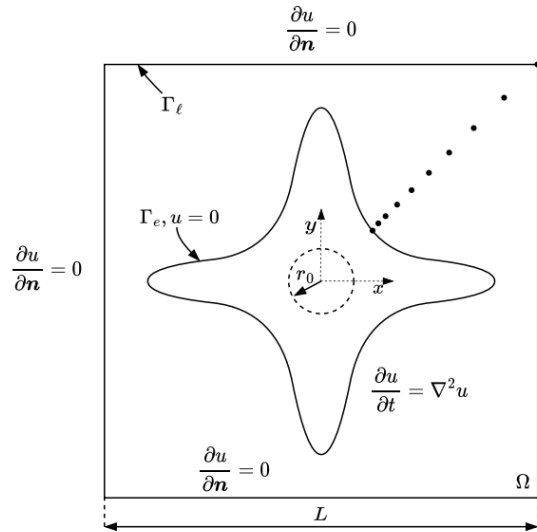 ∂u/∂n = 0
Γ_ℓ
Γ_e, u = 0
y
∂u/∂n = 0
r_0
x
∂u/∂t = ∇²u
∂u/∂n = 0
Ω
L